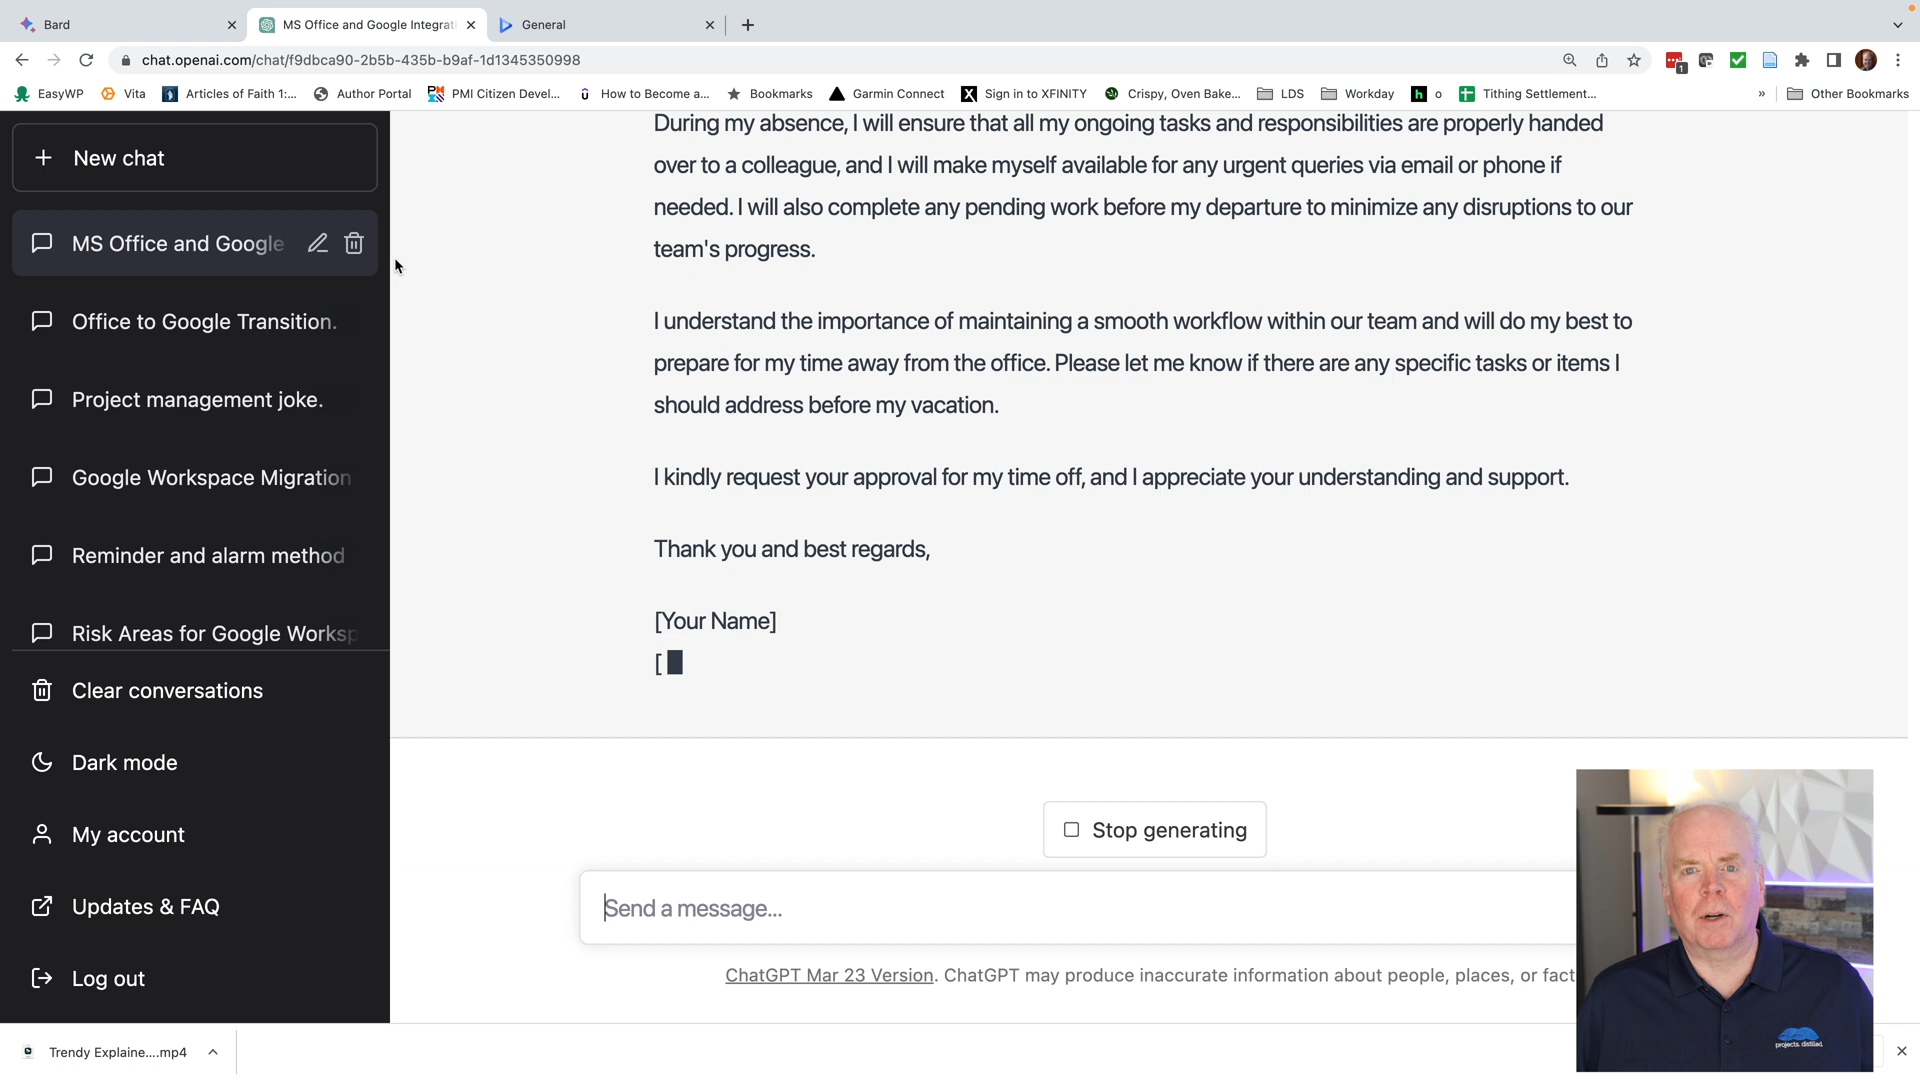 Bard
MS Office and Google Integrati
General
chat.openai.com/chat/f9dbca90-2b5b-435b-b9af-1d1345350998
1
EasyWP
Vita
Articles of Faith 1:...
Author Portal
PMI Citizen Devel...
How to Become a...
Bookmarks
Garmin Connect
X
Sign in to XFINITY
Crispy, Oven Bake...
LDS
Workday
h
o
Tithing Settlement...
»
Other Bookmarks
New chat
MS Office and Google
Office to Google Transition.
Project management joke.
Google Workspace Migration
Reminder and alarm method
Risk Areas for Google Worksp
Clear conversations
Dark mode
My account
Updates & FAQ
Log out
During my absence, I will ensure that all my ongoing tasks and responsibilities are properly handed
over to a colleague, and I will make myself available for any urgent queries via email or phone if
needed. I will also complete any pending work before my departure to minimize any disruptions to our
team's progress.
I understand the importance of maintaining a smooth workflow within our team and will do my best to
prepare for my time away from the office. Please let me know if there are any specific tasks or items I
should address before my vacation.
I kindly request your approval for my time off, and I appreciate your understanding and support.
Thank you and best regards,
[Your Name]
[
Stop generating
Send a message...
ChatGPT Mar 23 Version. ChatGPT may produce inaccurate information about people, places, or fact
projects. distilled.
Trendy Explaine....mp4